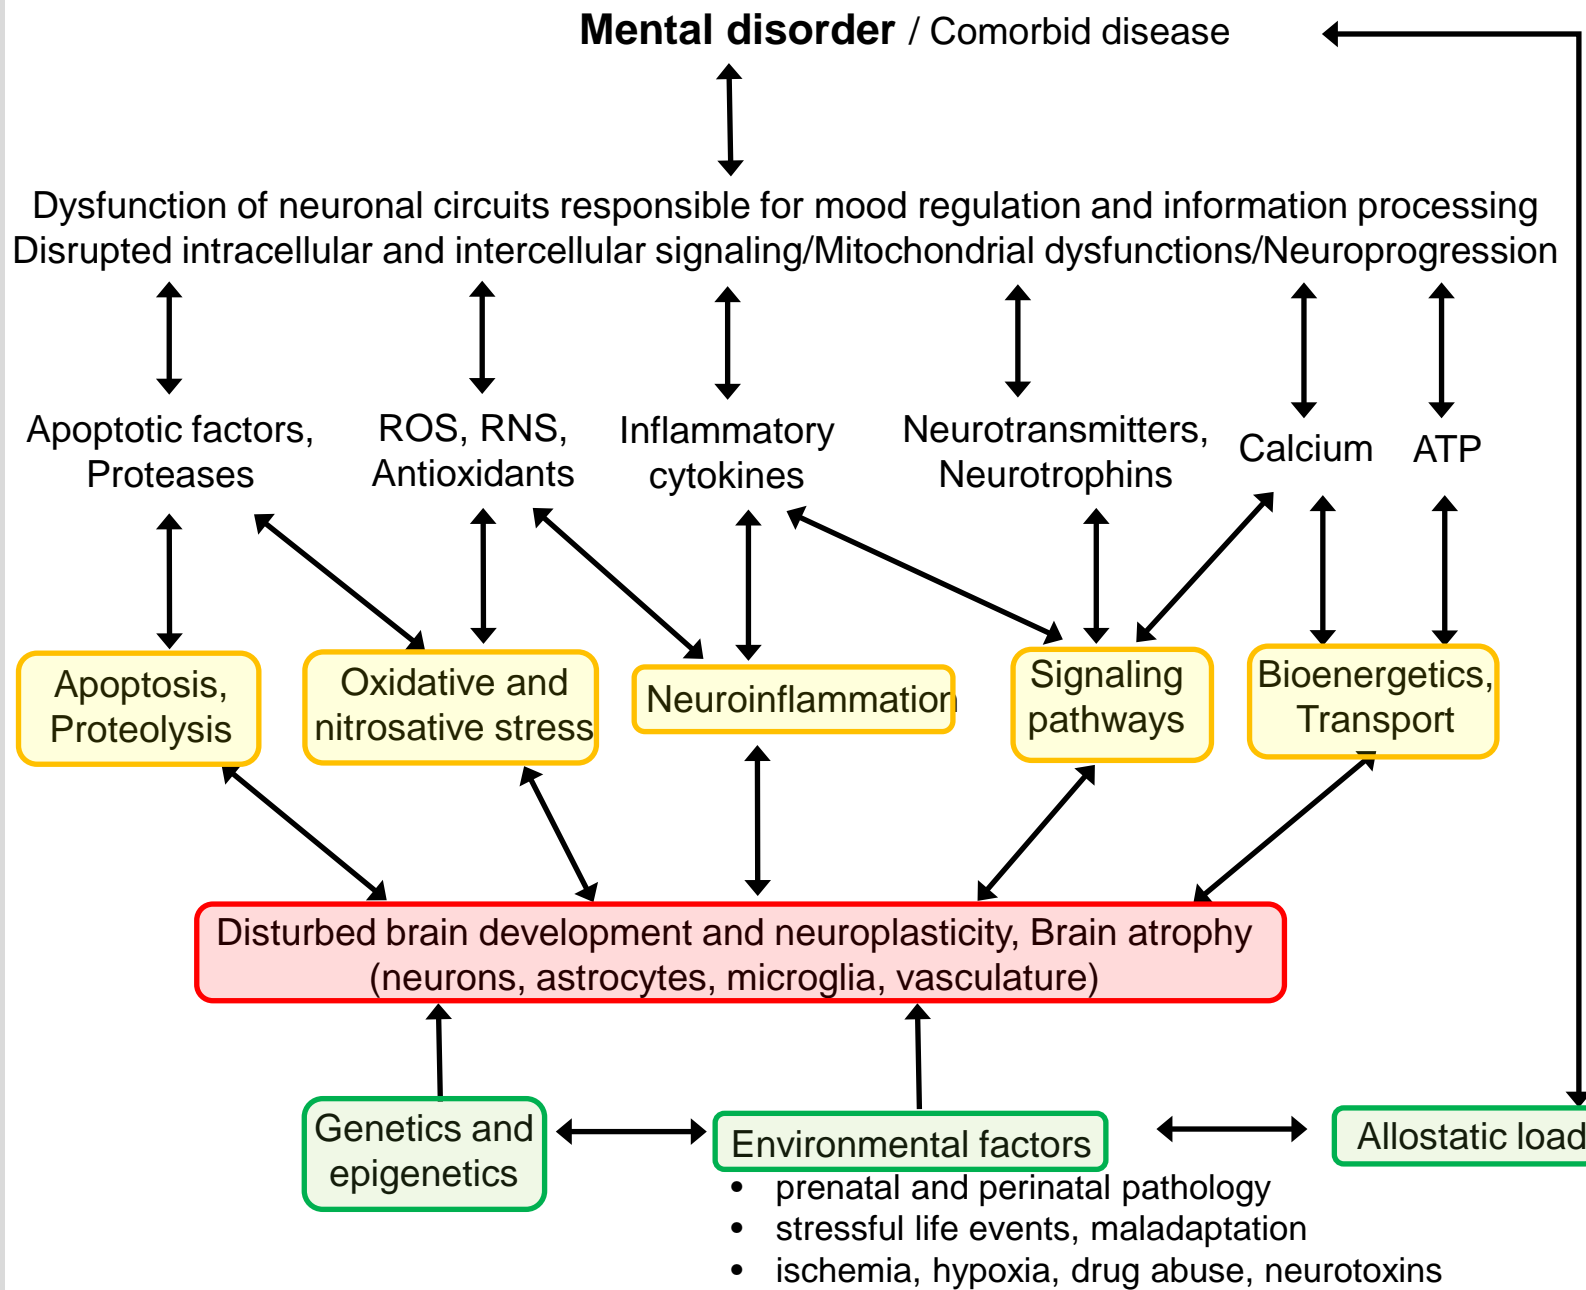 Mental disorder / Comorbid disease
Dysfunction of neuronal circuits responsible for mood regulation and information processing
Disrupted intracellular and intercellular signaling/Mitochondrial dysfunctions/Neuroprogression
Apoptotic factors,
Proteases
ROS, RNS,
Antioxidants
Inflammatory
cytokines
Neurotransmitters,
Neurotrophins
Calcium
ATP
Apoptosis,
Proteolysis
Oxidative and
nitrosative stress
Neuroinflammation
Signaling
pathways
Bioenergetics,
Transport
Disturbed brain development and neuroplasticity, Brain atrophy
(neurons, astrocytes, microglia, vasculature)
Genetics and
epigenetics
Environmental factors
• prenatal and perinatal pathology
• stressful life events, maladaptation
• ischemia, hypoxia, drug abuse, neurotoxins
Allostatic load